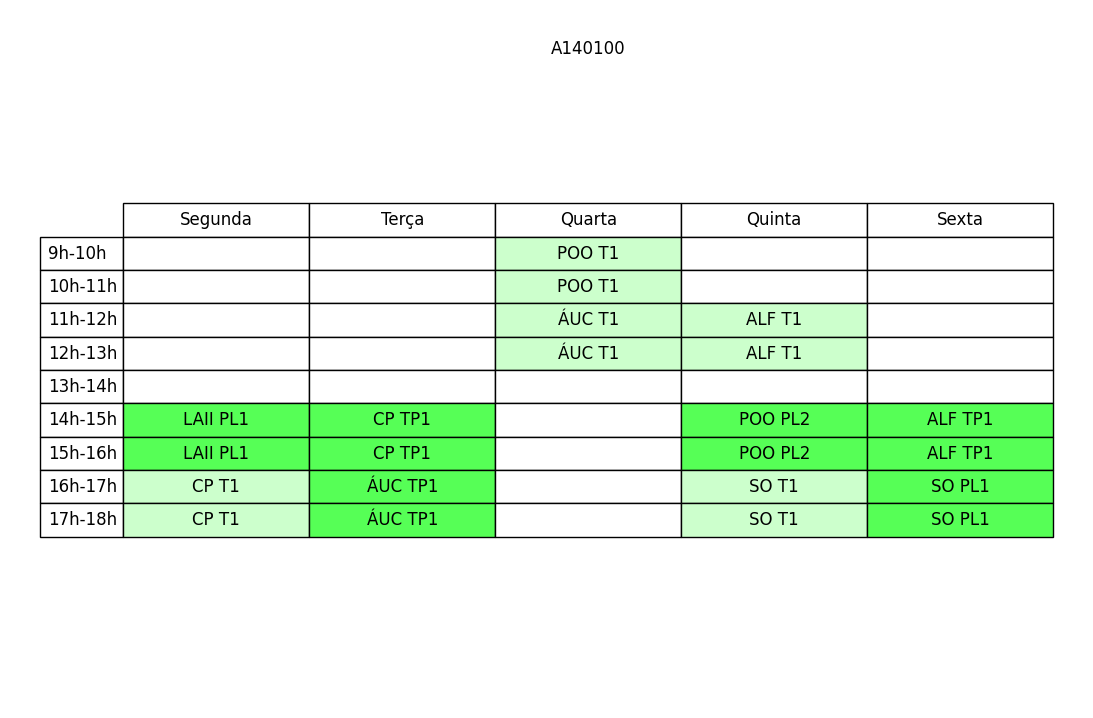 A140100
Segunda Terça Quarta Quinta Sexta
9h-10h POO T1
10h-11h POO T1
11h-12h ÁUC T1 ALF T1
12h-13h ÁUC T1 ALF T1
13h-14h
14h-15h LAII PL1 CP TP1 POO PL2 ALF TP1
15h-16h LAII PL1 CP TP1 POO PL2 ALF TP1
16h-17h CP T1 ÁUC TP1 SO T1 SO PL1
17h-18h CP T1 ÁUC TP1 SO T1 SO PL1